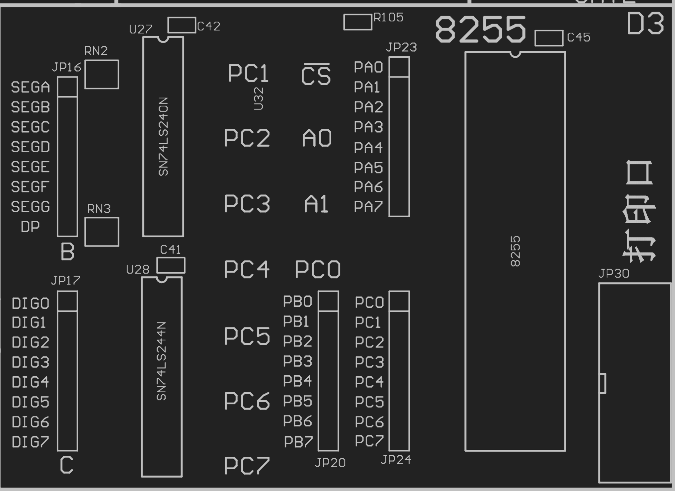 U27
C42
R105
8255
C45
D3
RN2
JP16
SEGA
SEGB
SEGC
SEGD
SEGE
SEGF
SEGG
DP
B
RN3
SN74LS240N
PC1
U32
CS
PC2
A0
PC3
A1
PC4
PC0
PC5
PC6
PC7
JP23
PA0
PA1
PA2
PA3
PA4
PA5
PA6
PA7
8255
打印口
JP30
JP17
DIG0
DIG1
DIG2
DIG3
DIG4
DIG5
DIG6
DIG7
C
U28
C41
SN74LS244N
PB0
PB1
PB2
PB3
PB4
PB5
PB6
PB7
JP20
PC0
PC1
PC2
PC3
PC4
PC5
PC6
PC7
JP24